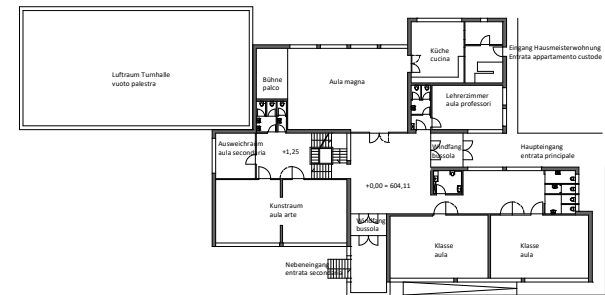 Luftraum Turnhalle
vuoto palestra
Bühne
palco
Aula magna
Küche
cucina
Eingang Hausmeisterwohnung
Entrata appartamento custode
Lehrerzimmer
aula professori
Ausweichraum
aula secondaria
+1,25
Windfang
bussola
Haupteingang
entrata principale
+0,00 = 604,11
Kunstraum
aula arte
Windfang
bussola
Klasse
aula
Klasse
aula
Nebeneingang
entrata secondaria